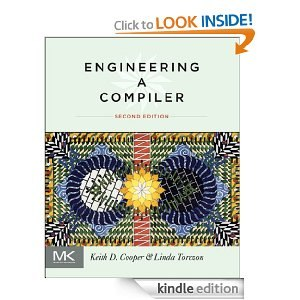 Click to
LOOK INSIDE!
ENGINEERING
A
COMPILER
SECOND EDITION
MK
Keith D. Cooper & Linda Torczon
kindle edition